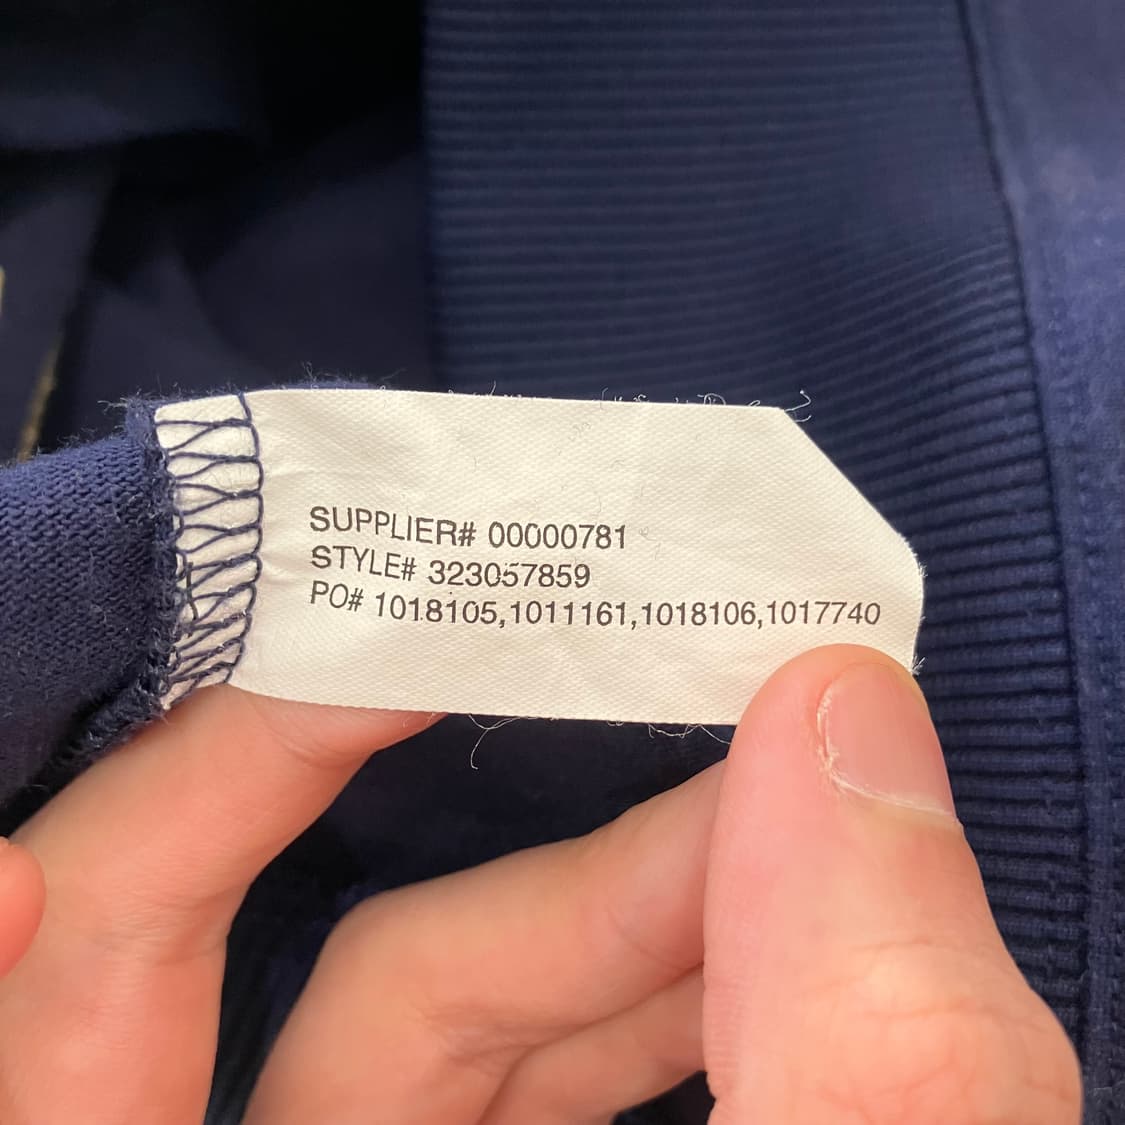 SUPPLIER# 00000781
STYLE# 323057859
PO# 1018105,1011161,1018106,1017740